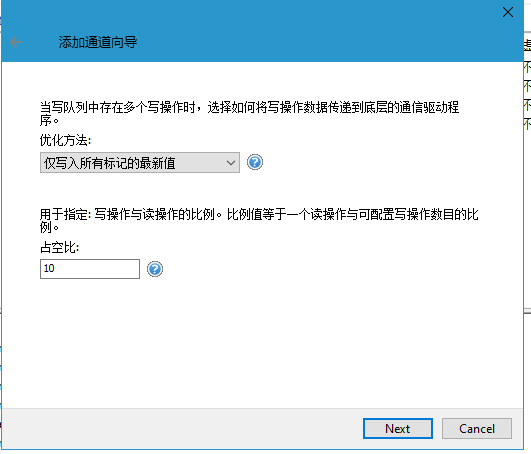 添加通道向导
当写队列中存在多个写操作时，选择如何将写操作数据传递到底层的通信驱动程
序。
优化方法:
仅写入所有标记的最新值
用于指定: 写操作与读操作的比例。比例值等于一个读操作与可配置写操作数目的比
例。
占空比:
10
Next
Cancel